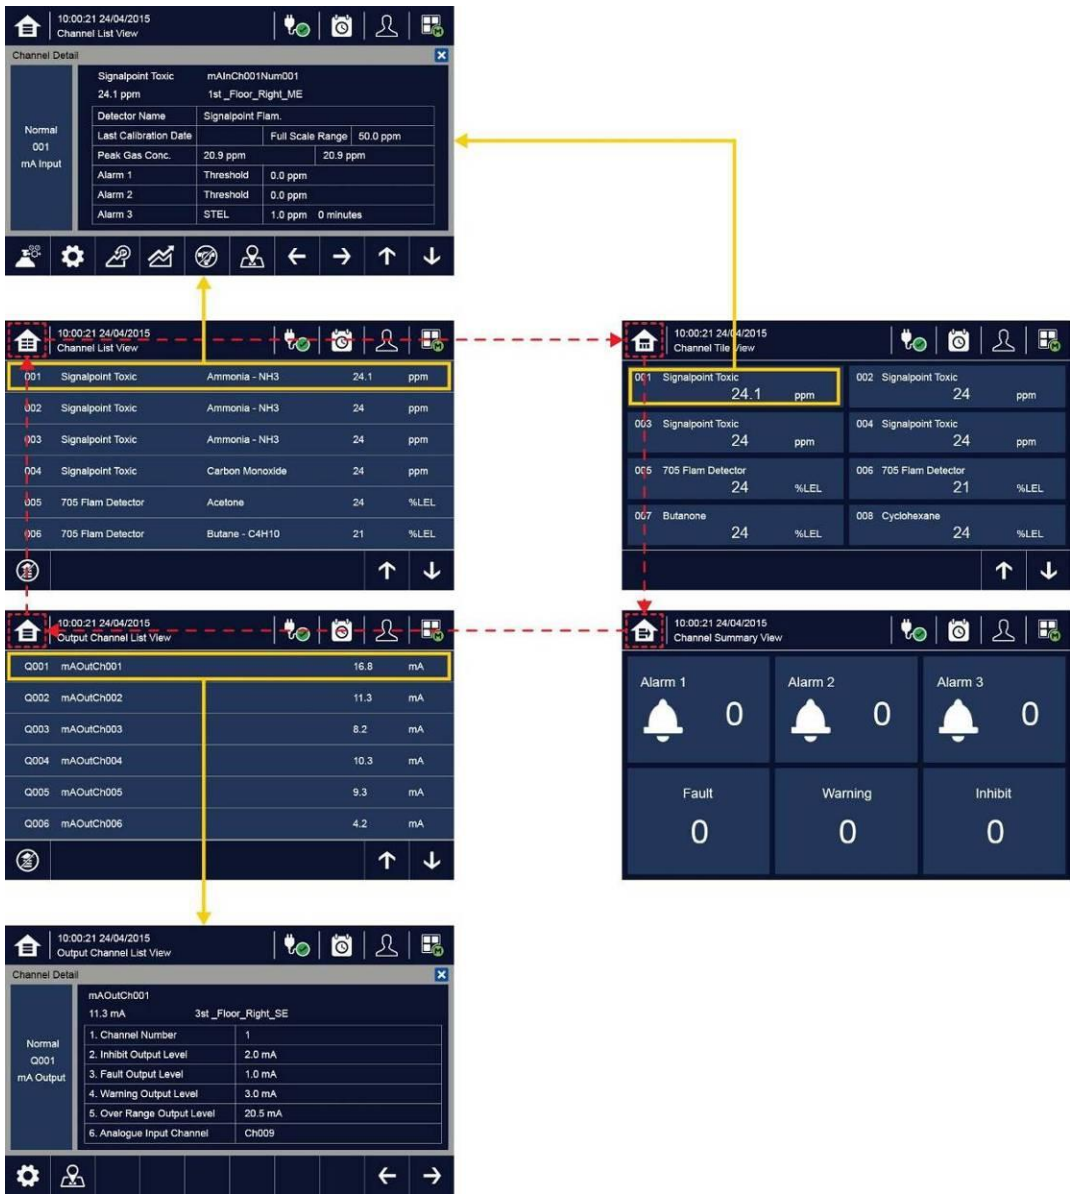 10:00:21 24/04/2015
Channel List View
Channel Detail
Normal
001
mA Input
Signalpoint Toxic mAInCh001Num001
24.1 ppm 1st _Floor_Right_ME
Detector Name Signalpoint Flam.
Last Calibration Date Full Scale Range 50.0 ppm
Peak Gas Conc. 20.9 ppm 20.9 ppm
Alarm 1 Threshold 0.0 ppm
Alarm 2 Threshold 0.0 ppm
Alarm 3 STEL 1.0 ppm 0 minutes
10:00:21 24/04/2015
Channel List View
001 Signalpoint Toxic Ammonia - NH3 24.1 ppm
002 Signalpoint Toxic Ammonia - NH3 24 ppm
003 Signalpoint Toxic Ammonia - NH3 24 ppm
004 Signalpoint Toxic Carbon Monoxide 24 ppm
005 705 Flam Detector Acetone 24 %LEL
006 705 Flam Detector Butane - C4H10 21 %LEL
10:00:21 24/04/2015
Channel Tile View
001 Signalpoint Toxic
24.1 ppm
002 Signalpoint Toxic
24 ppm
003 Signalpoint Toxic
24 ppm
004 Signalpoint Toxic
24 ppm
005 705 Flam Detector
24 %LEL
006 705 Flam Detector
21 %LEL
007 Butanone
24 %LEL
008 Cyclohexane
24 %LEL
10:00:21 24/04/2015
Output Channel List View
Q001 mAOutCh001 16.8 mA
Q002 mAOutCh002 11.3 mA
Q003 mAOutCh003 8.2 mA
Q004 mAOutCh004 10.3 mA
Q005 mAOutCh005 9.3 mA
Q006 mAOutCh006 4.2 mA
10:00:21 24/04/2015
Channel Summary View
Alarm 1
0
Alarm 2
0
Alarm 3
0
Fault
0
Warning
0
Inhibit
0
10:00:21 24/04/2015
Output Channel List View
Channel Detail
Normal
Q001
mA Output
mAOutCh001
11.3 mA 3st _Floor_Right_SE
1. Channel Number 1
2. Inhibit Output Level 2.0 mA
3. Fault Output Level 1.0 mA
4. Warning Output Level 3.0 mA
5. Over Range Output Level 20.5 mA
6. Analogue Input Channel Ch009